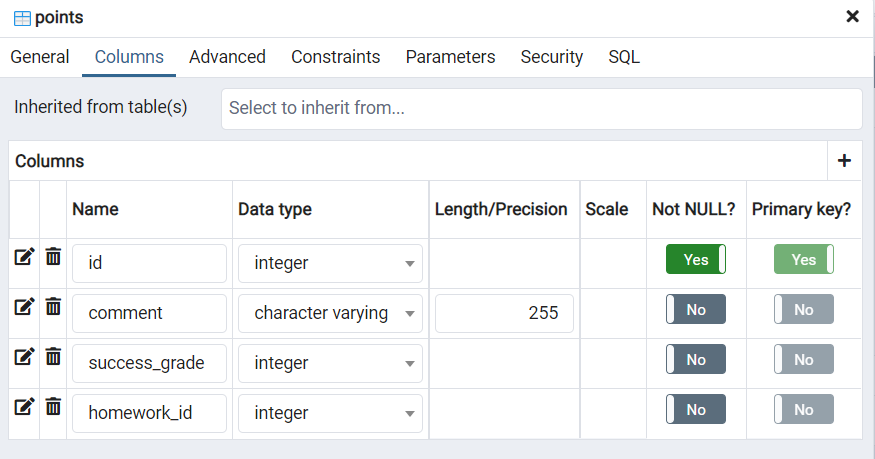 points
General Columns Advanced Constraints Parameters Security SQL
Inherited from table(s) Select to inherit from...
Columns
Name Data type Length/Precision Scale Not NULL? Primary key?
id integer Yes Yes
comment character varying 255 No No
success_grade integer No No
homework_id integer No No